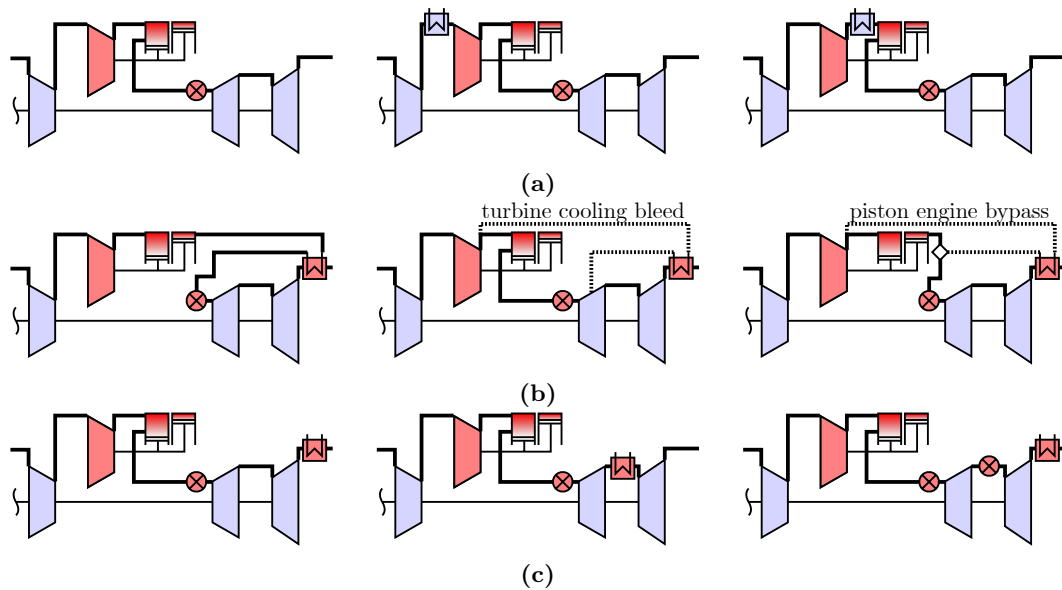 (a)
turbine cooling bleed
piston engine bypass
(b)
(c)